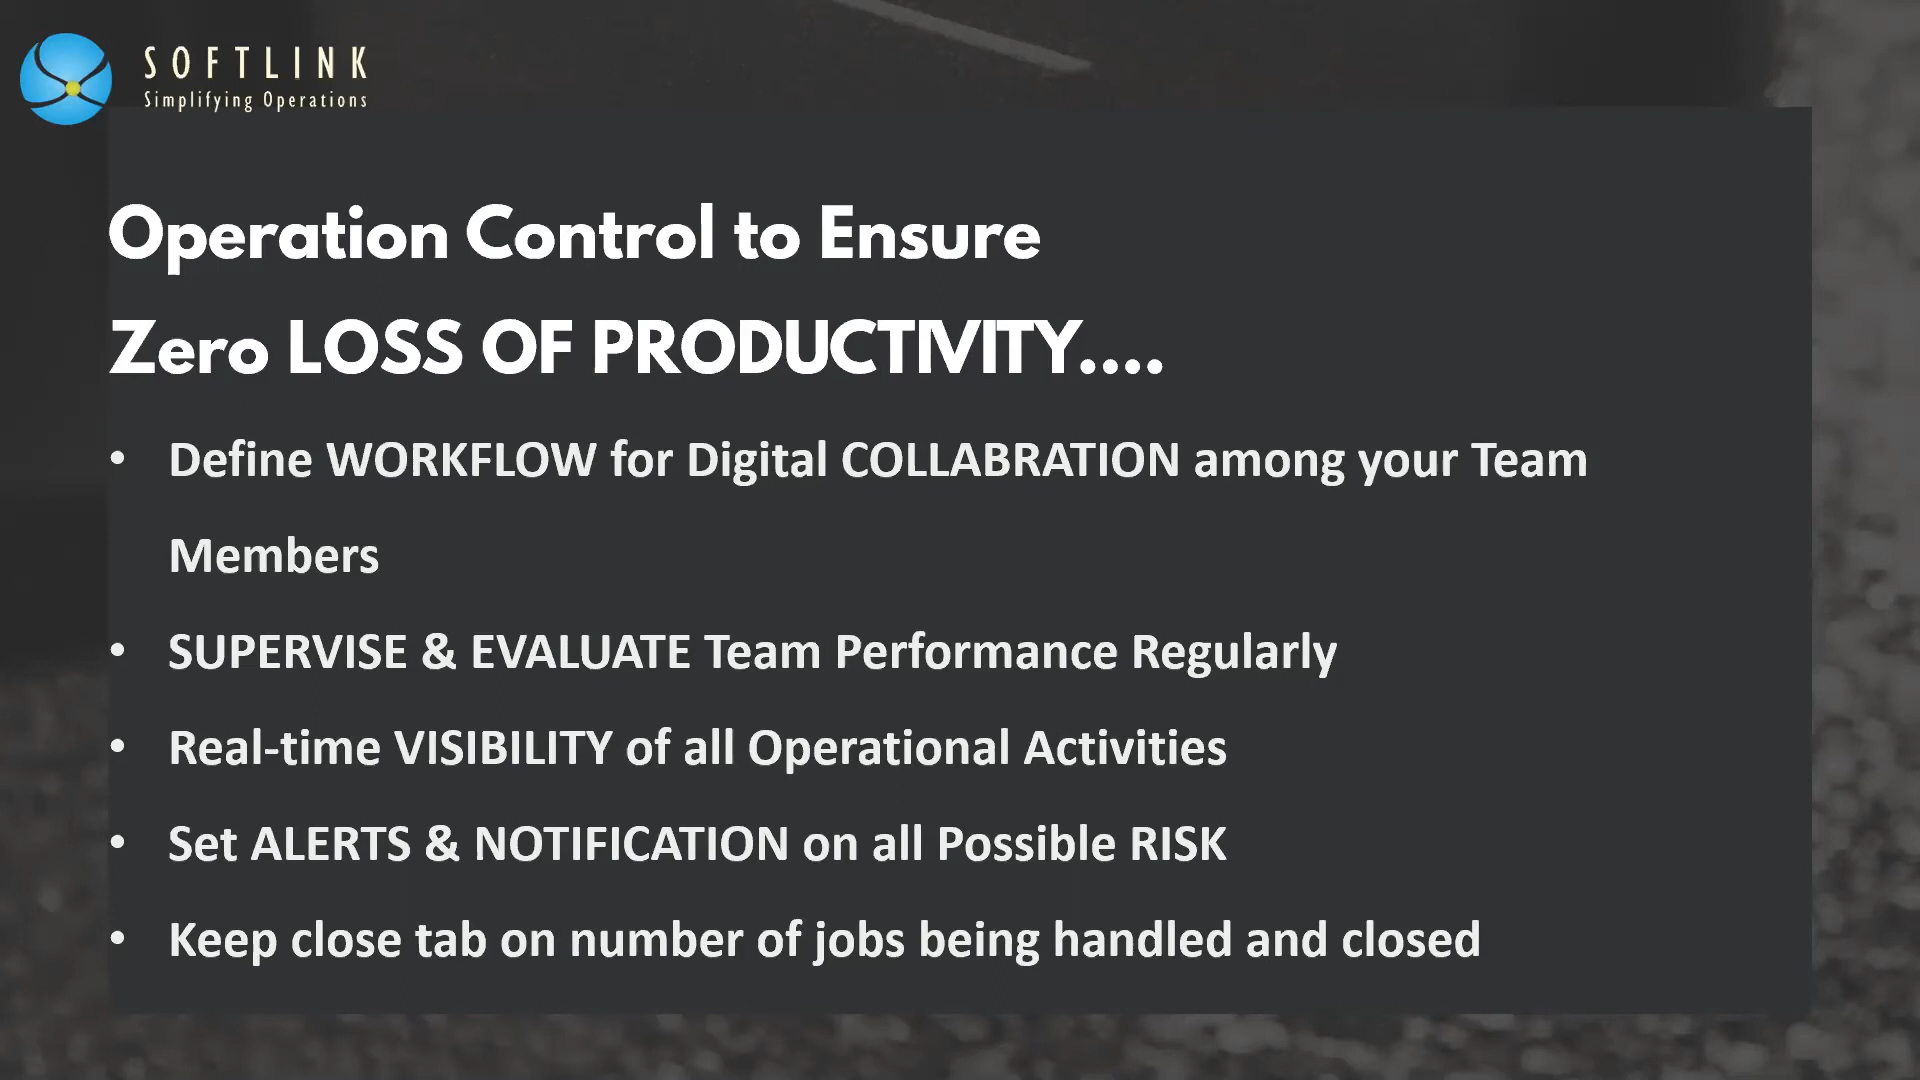 SOFTLINK
Simplifying Operations
Operation Control to Ensure
Zero LOSS OF PRODUCTIVITY....
• Define WORKFLOW for Digital COLLABRATION among your Team
Members
• SUPERVISE & EVALUATE Team Performance Regularly
• Real-time VISIBILITY of all Operational Activities
• Set ALERTS & NOTIFICATION on all Possible RISK
• Keep close tab on number of jobs being handled and closed